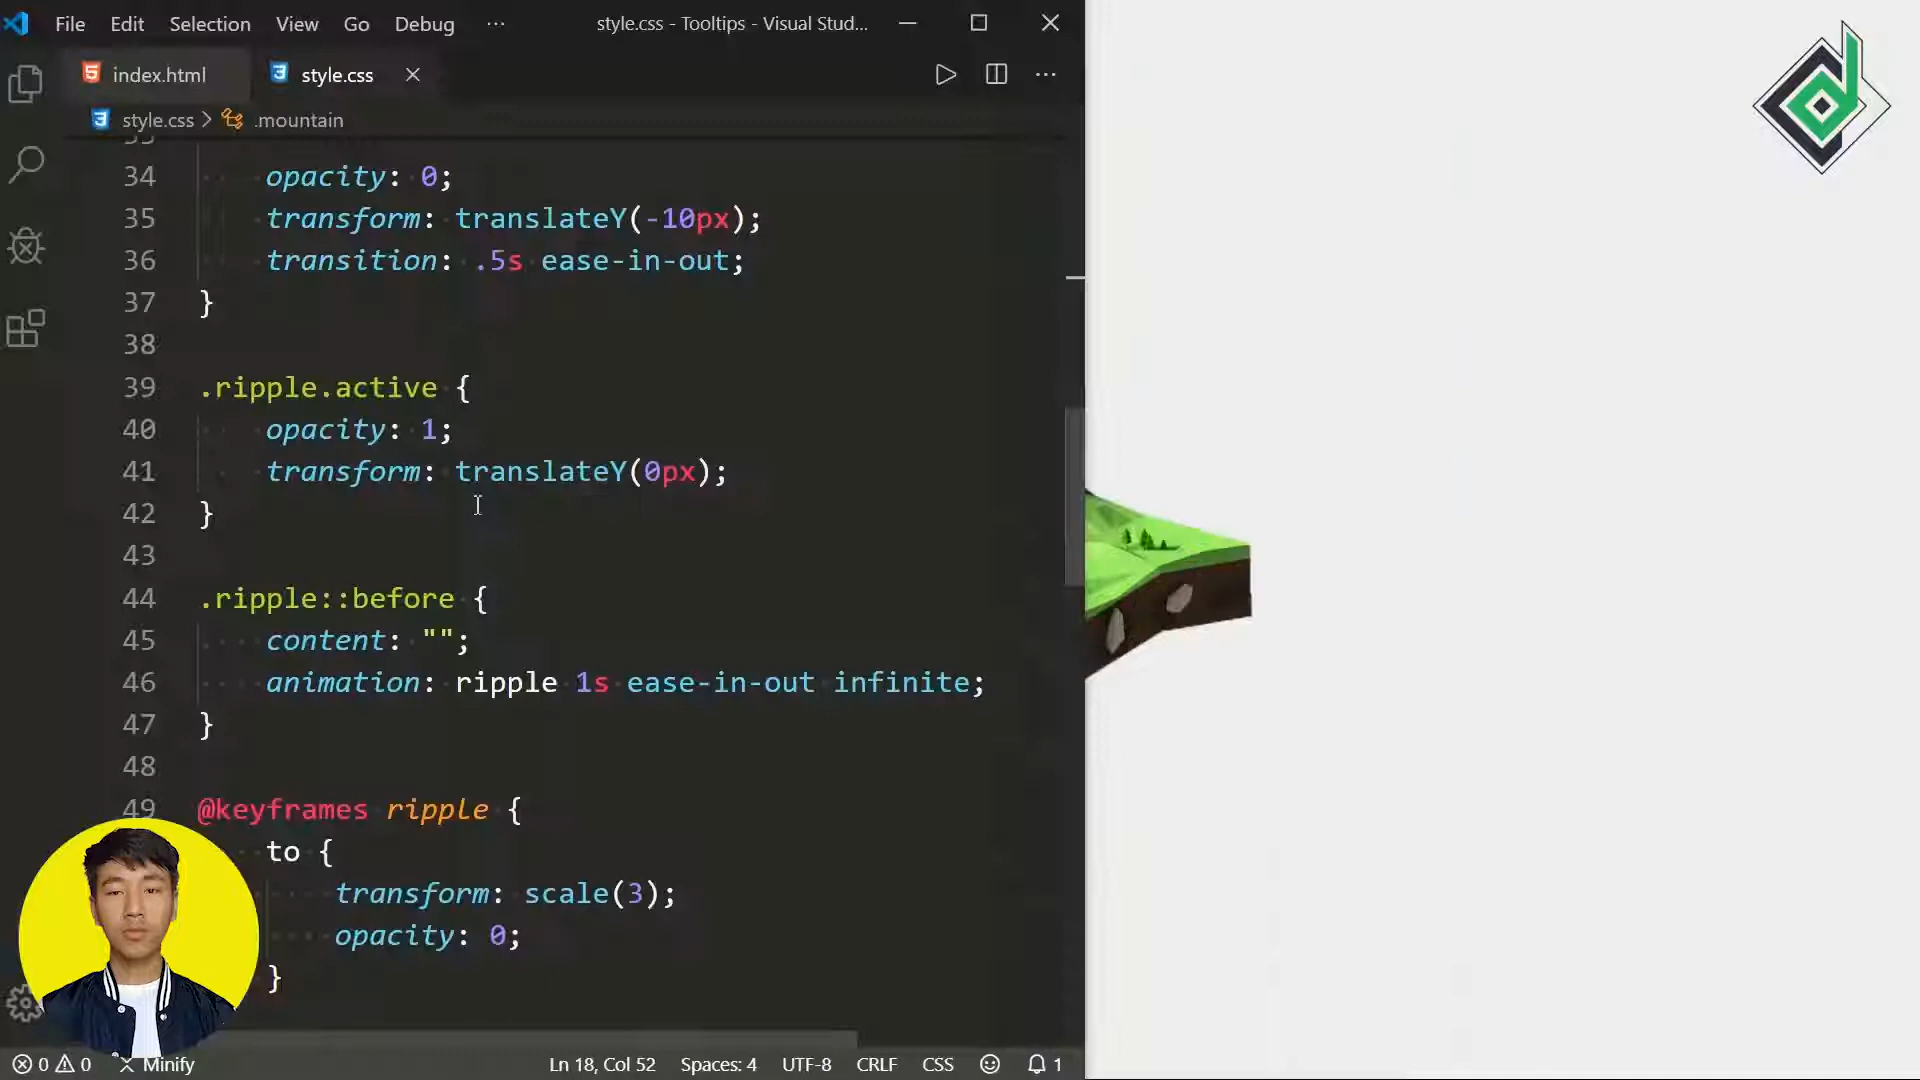 File Edit Selection View Go Debug ··· style.css - Tooltips - Visual Stud...
index.html style.css
style.css > .mountain
34 opacity: 0;
35 transform: translateY(-10px);
36 transition: .5s ease-in-out;
37 }
38
39 .ripple.active {
40 opacity: 1;
41 transform: translateY(0px);
42 }
43
44 .ripple::before {
45 content: "";
46 animation: ripple 1s ease-in-out infinite;
47 }
48
49 @keyframes ripple {
to {
transform: scale(3);
opacity: 0;
}
0 0 Minify Ln 18, Col 52 Spaces: 4 UTF-8 CRLF CSS 1